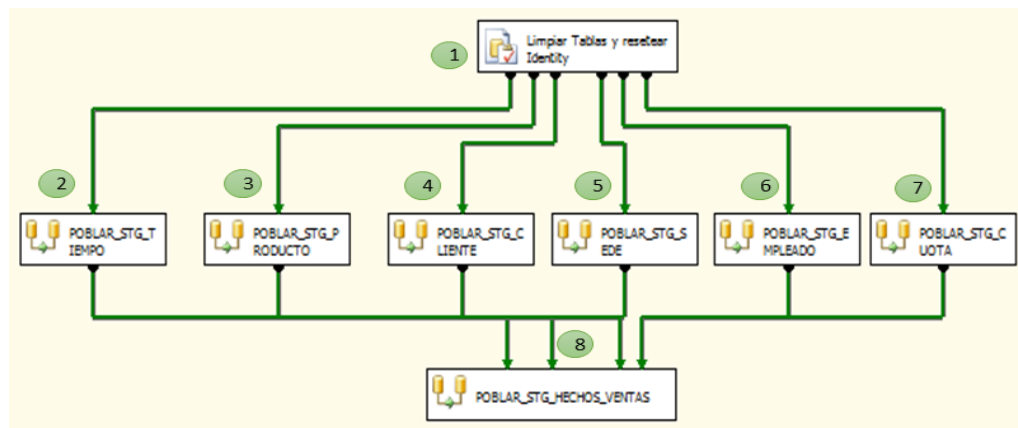 1
Limpiar Tablas y resetear
Identity
2
3
4
5
6
7
POBLAR_STG_T
IEMPO
POBLAR_STG_P
RODUCTO
POBLAR_STG_C
LIENTE
POBLAR_STG_S
EDE
POBLAR_STG_E
MPLEADO
POBLAR_STG_C
UOTA
8
POBLAR_STG_HECHOS_VENTAS